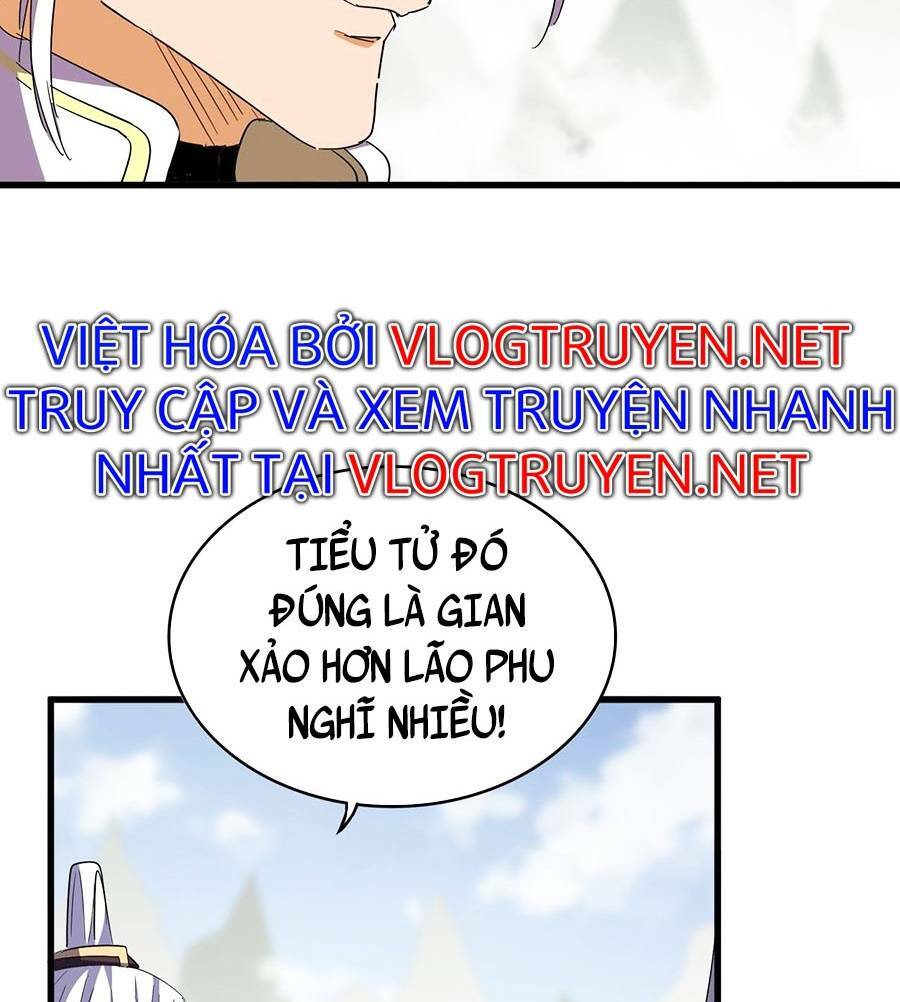 VIỆT HÓA BỞI VLOGTRUYEN.NET
TRUY CẬP VÀ XEM TRUYỆN NHANH
NHẤT TẠI VLOGTRUYEN.NET
TIỂU TỬ ĐÓ
ĐÚNG LÀ GIAN
XẢO HƠN LÃO PHU
NGHĨ NHIỀU!